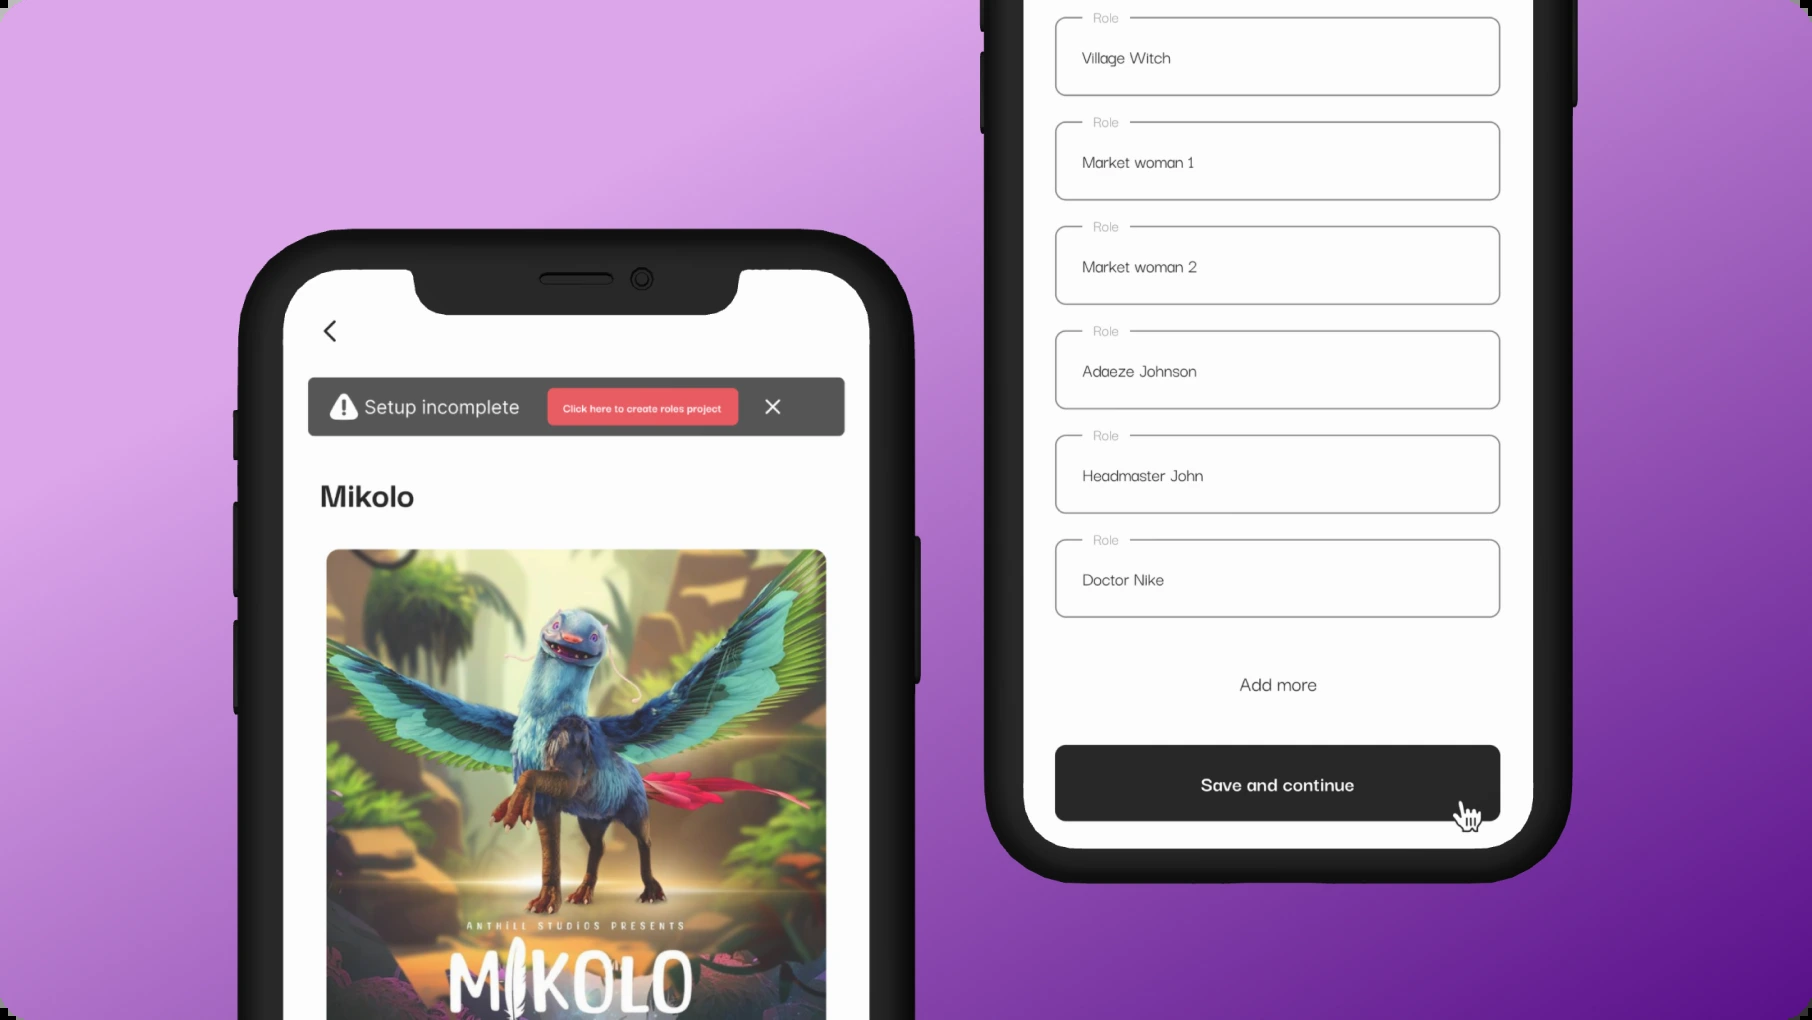 Setup incomplete
Click here to create roles project
Mikolo
ANTHILL STUDIOS PRESENTS
MIKOLO
Role
Village Witch
Role
Market woman 1
Role
Market woman 2
Role
Adaeze Johnson
Role
Headmaster John
Role
Doctor Nike
Add more
Save and continue